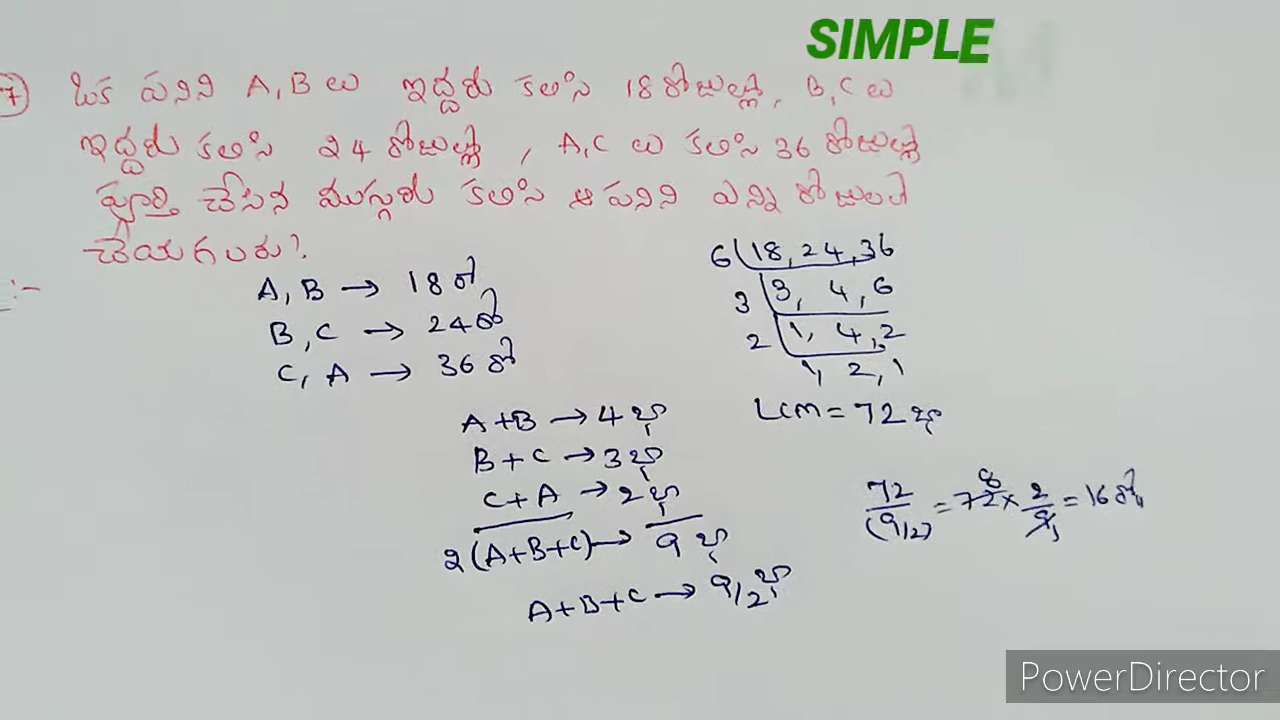 SIMPLE
7) ఒక పనిని A, B లు ఇద్దరు కలిసి 18 రోజుల్లో, B, C లు
ఇద్దరు కలిసి 24 రోజుల్లో, A, C లు కలిసి 36 రోజుల్లో
పూర్తి చేసిన ముగ్గురు కలిసి ఆ పనిని ఎన్ని రోజులలో
చేయగలరు?
:-
A, B → 18 రో
B, C → 24 రో
C, A → 36 రో
6 | 18, 24, 36
3 | 3, 4, 6
2 | 1, 4, 2
1, 2, 1
LCM = 72 భా
A+B → 4 భా
B+C → 3 భా
C+A → 2 భా
2(A+B+C) → 9 భా
A+B+C → 9/2 భా
72/(9/2) = 72 8 × 2/9 1 = 16 రో
PowerDirector